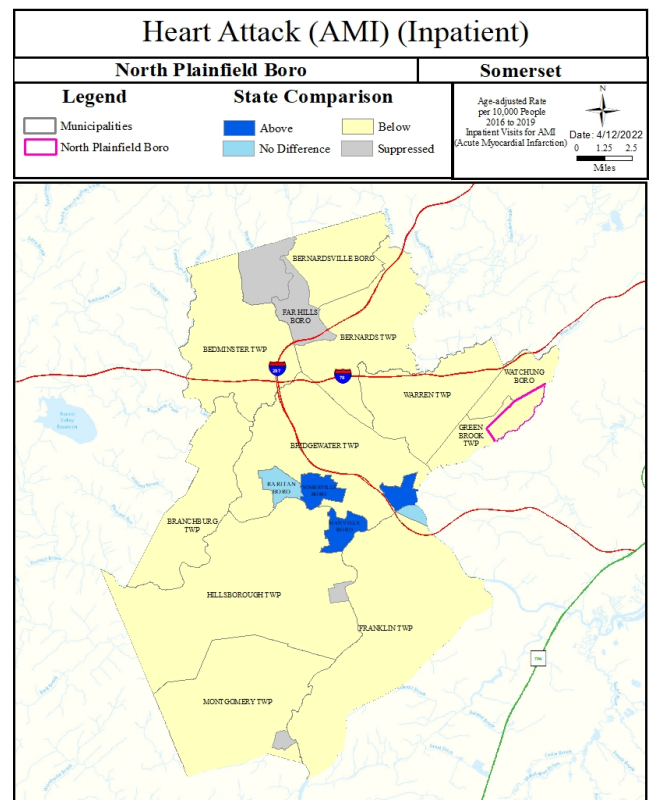 Heart Attack (AMI) (Inpatient)
North Plainfield Boro
Somerset
Legend
Municipalities
North Plainfield Boro
State Comparison
Above
Below
No Difference
Suppressed
Age-adjusted Rate
per 10,000 People
2016 to 2019
Inpatient Visits for AMI
(Acute Myocardial Infarction)
N
Date: 4/12/2022
0 1.25 2.5
Miles
BERNARDSVILLE BORO
FAR HILLS
BORO
BERNARDS TWP
BEDMINSTER TWP
287
78
WATCHUNG
BORO
WARREN TWP
GREEN
BROOK
TWP
BRIDGEWATER TWP
RARITAN
BORO
SOMERVILLE
BORO
BRANCHBURG
TWP
MANVILLE
BORO
HILLSBOROUGH TWP
FRANKLIN TWP
MONTGOMERY TWP